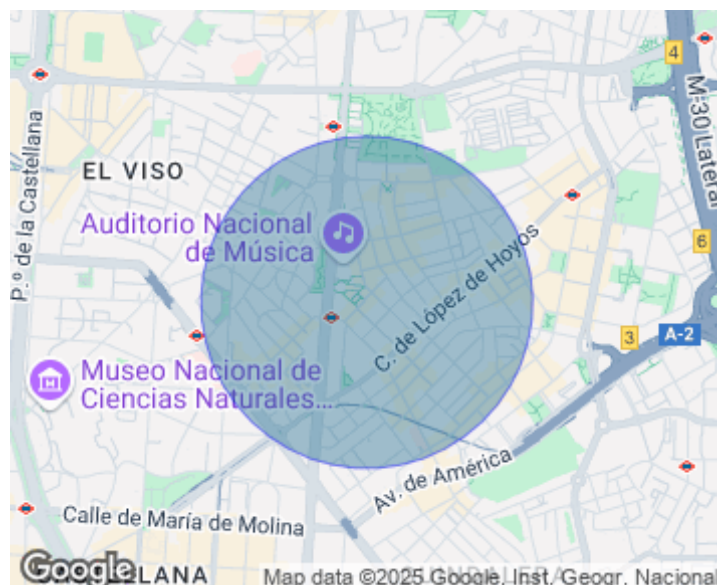 4
M-30 Lateral
EL VISO
P.º de la Castellana
Auditorio Nacional
de Música
6
C. de López de Hoyos
3
A-2
Museo Nacional de
Ciencias Naturales....
Av. de América
Calle de María de Molina
Google
Map data ©2025 Google, Inst. Geogr. Nacional